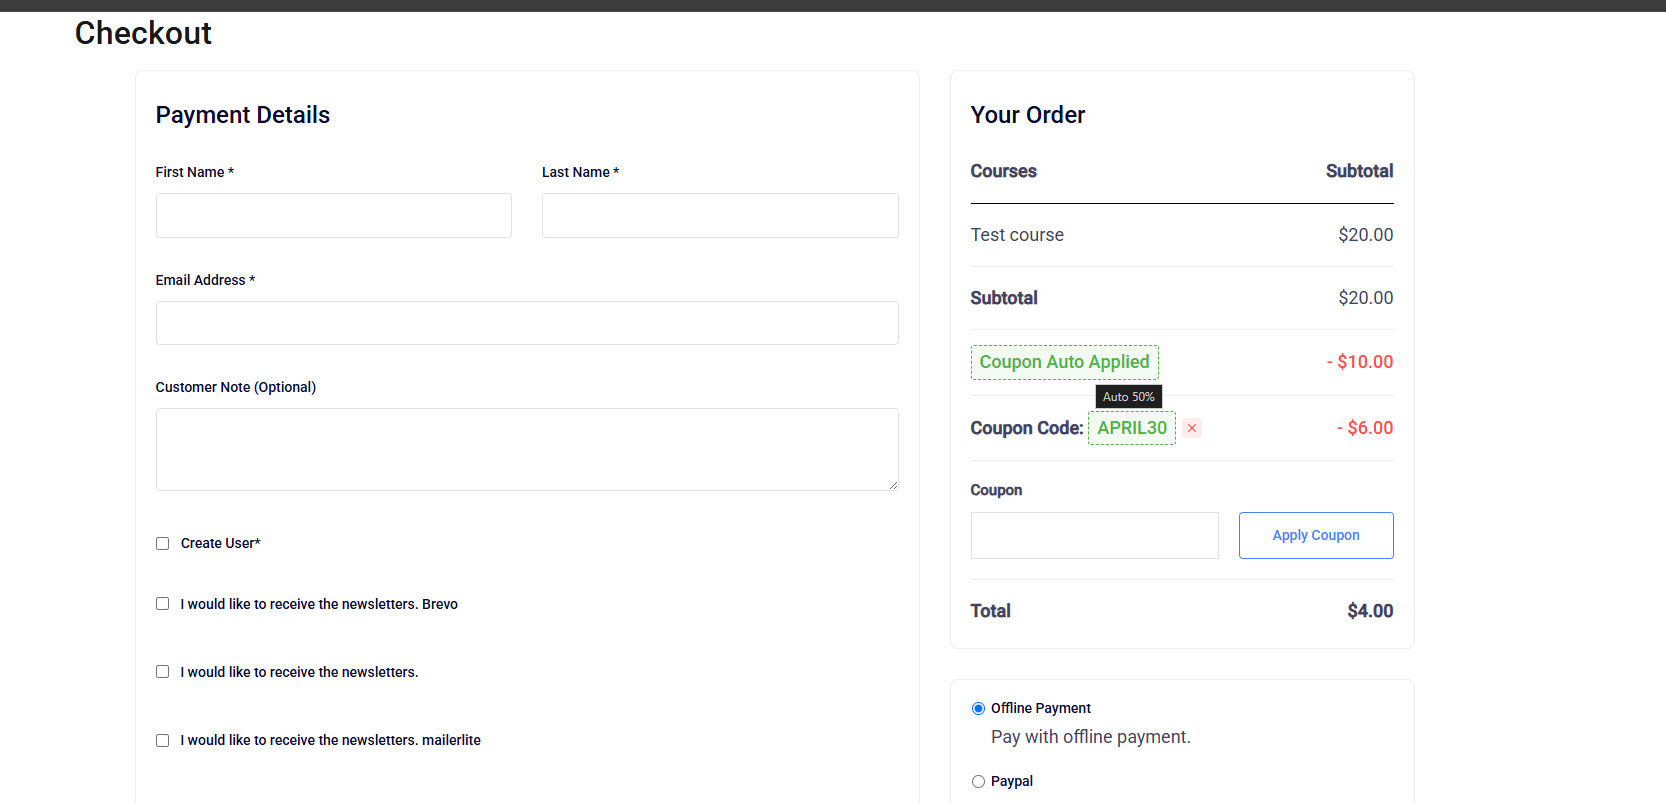 Checkout
Payment Details
First Name *
Last Name *
Email Address *
Customer Note (Optional)
Create User*
I would like to receive the newsletters. Brevo
I would like to receive the newsletters.
I would like to receive the newsletters. mailerlite
Your Order
Courses Subtotal
Test course $20.00
Subtotal $20.00
Coupon Auto Applied - $10.00
Auto 50%
Coupon Code: APRIL30 × - $6.00
Coupon
Apply Coupon
Total $4.00
Offline Payment
Pay with offline payment.
Paypal